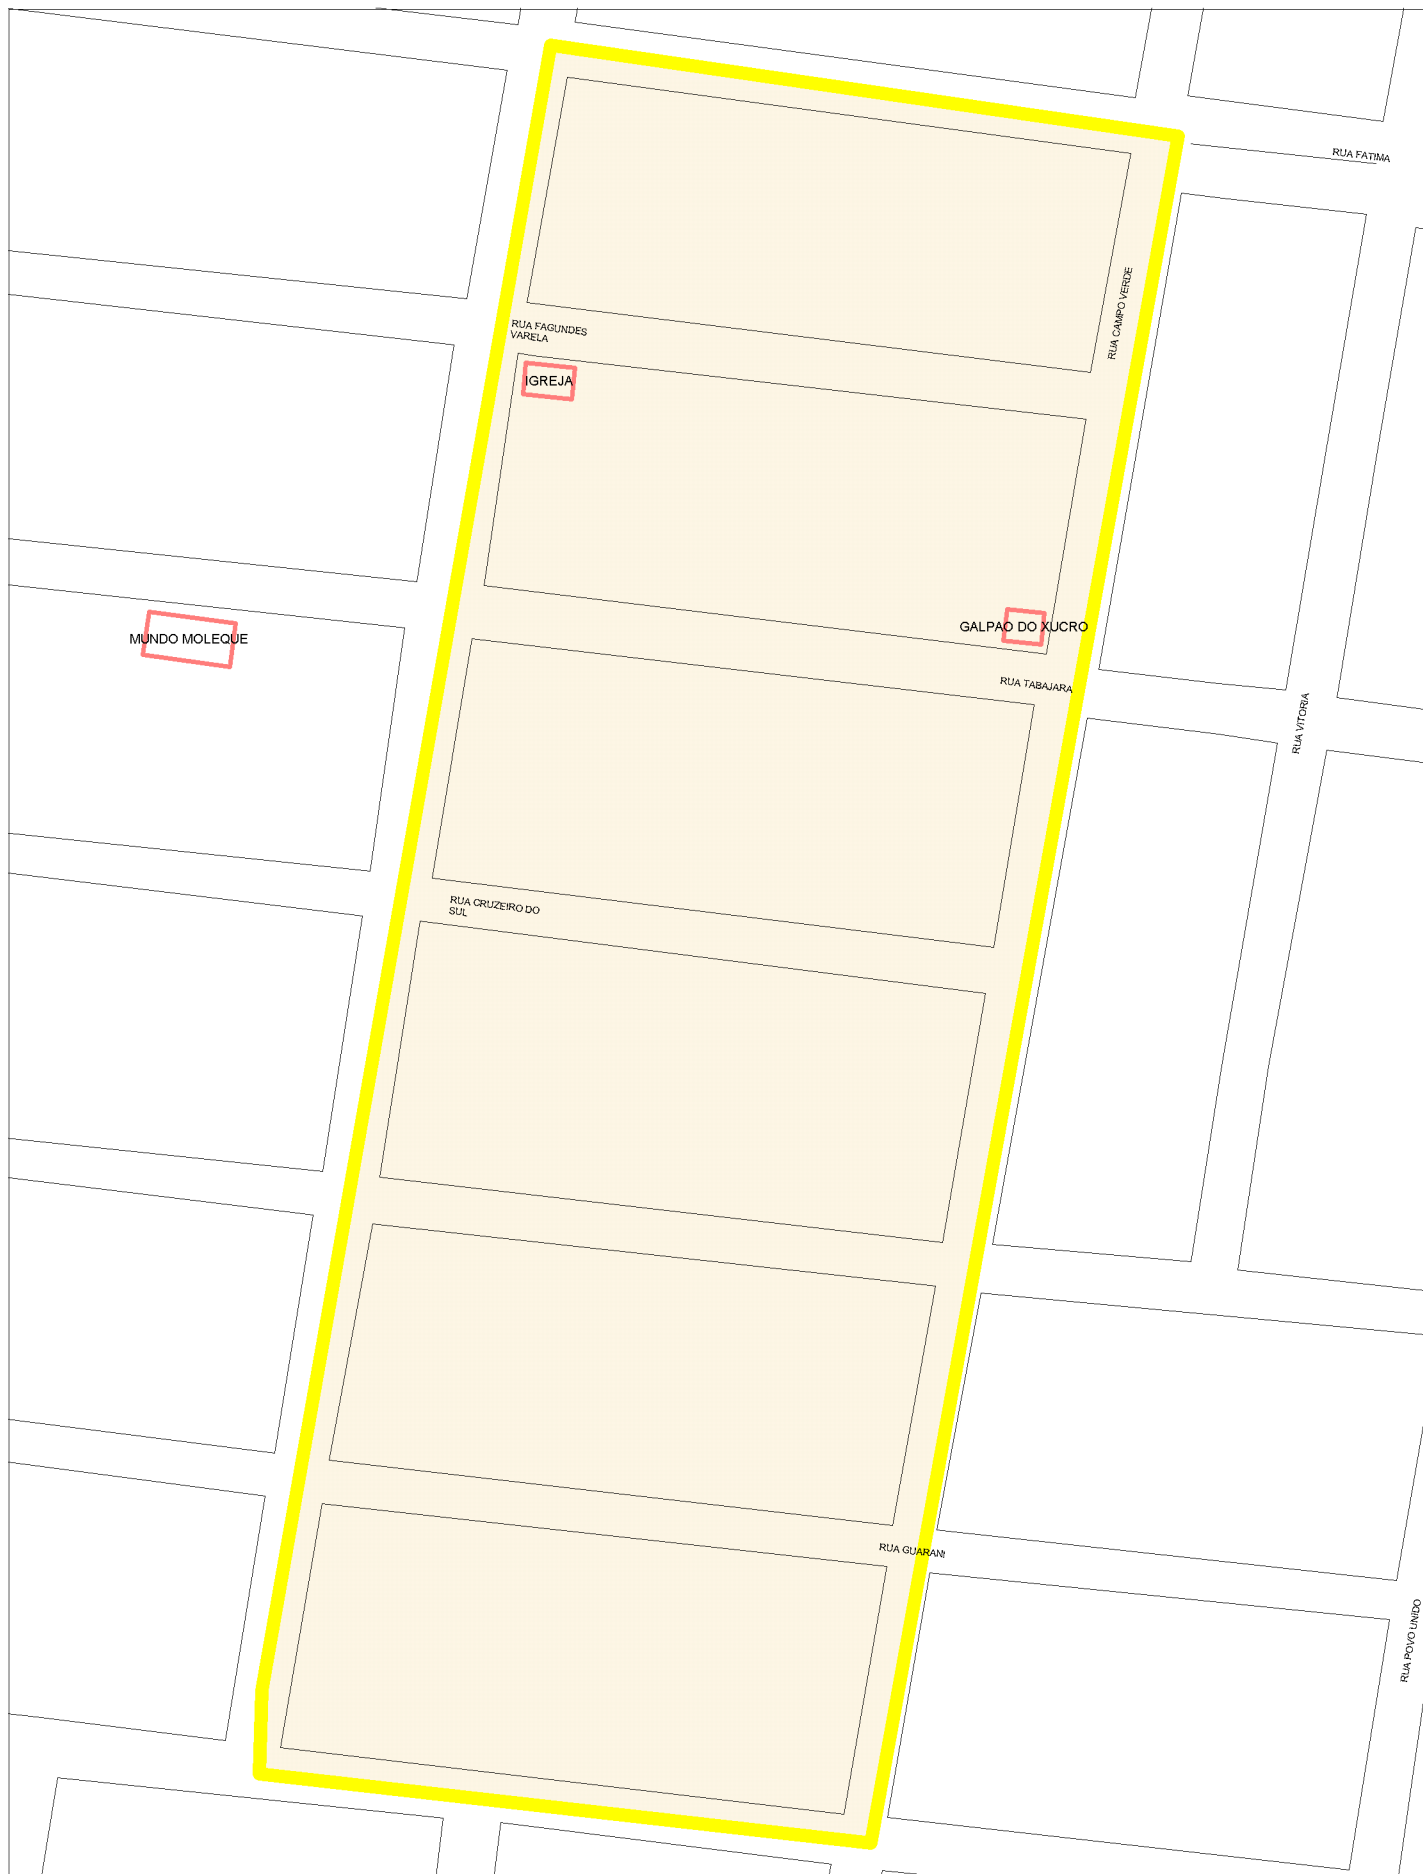 RUA FATIMA
RUA CAMPO VERDE
RUA FAGUNDES
VARELA
IGREJA
GALPAO DO XUCRO
MUNDO MOLEQUE
RUA TABAJARA
RUA VITORIA
RUA CRUZEIRO DO
SUL
RUA GUARANI
RUA POVO UNIDO